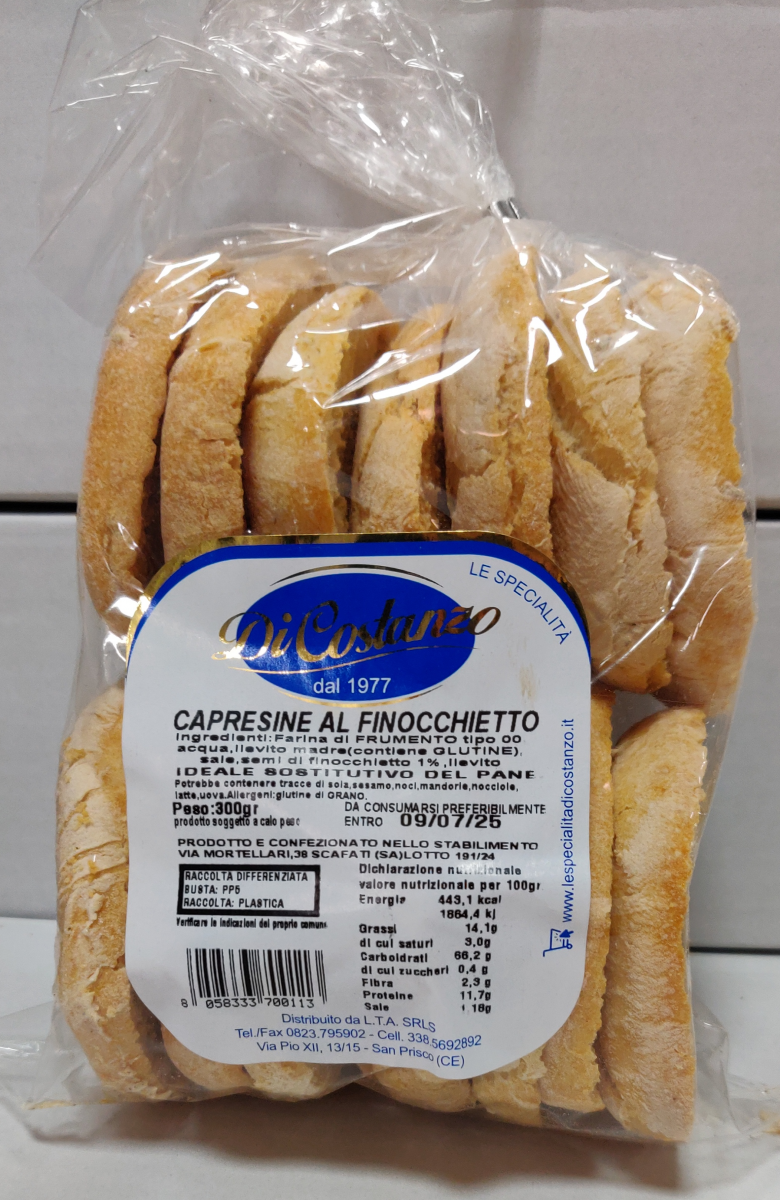 LE SPECIALITÀ
Di Costanzo
dal 1977
CAPRESINE AL FINOCCHIETTO
Ingredienti:Farina di FRUMENTO tipo 00
acqua,lievito madre(contiene GLUTINE),
sale,semi di finocchietto 1%,lievito
IDEALE SOSTITUTIVO DEL PANE
Potrebbe contenere tracce di soia,sesamo,noci,mandorle,nocciole,
latte,uova.Allergeni:glutine di GRANO.
Peso:300gr
prodotto soggetto a calo peso
DA CONSUMARSI PREFERIBILMENTE
ENTRO 09/07/25
PRODOTTO E CONFEZIONATO NELLO STABILIMENTO
VIA MORTELLARI,38 SCAFATI (SA)LOTTO 191/24
RACCOLTA DIFFERENZIATA
BUSTA: PP5
RACCOLTA: PLASTICA
Verificare le indicazioni del proprio comune
Dichiarazione nutrizionale
valore nutrizionale per 100gr
Energia 443,1 kcal
1864,4 kj
Grassi 14,1g
di cui saturi 3,0g
Carboidrati 66,2 g
di cui zuccheri 0,4 g
Fibra 2,3 g
Proteine 11,7g
Sale
8 058333 700113
Distribuito da L.T.A. SRLS
Tel./Fax 0823.795902 - Cell. 338.5692892
Via Pio XII, 13/15 - San Prisco (CE)
www.lespecialitadicostanzo.it